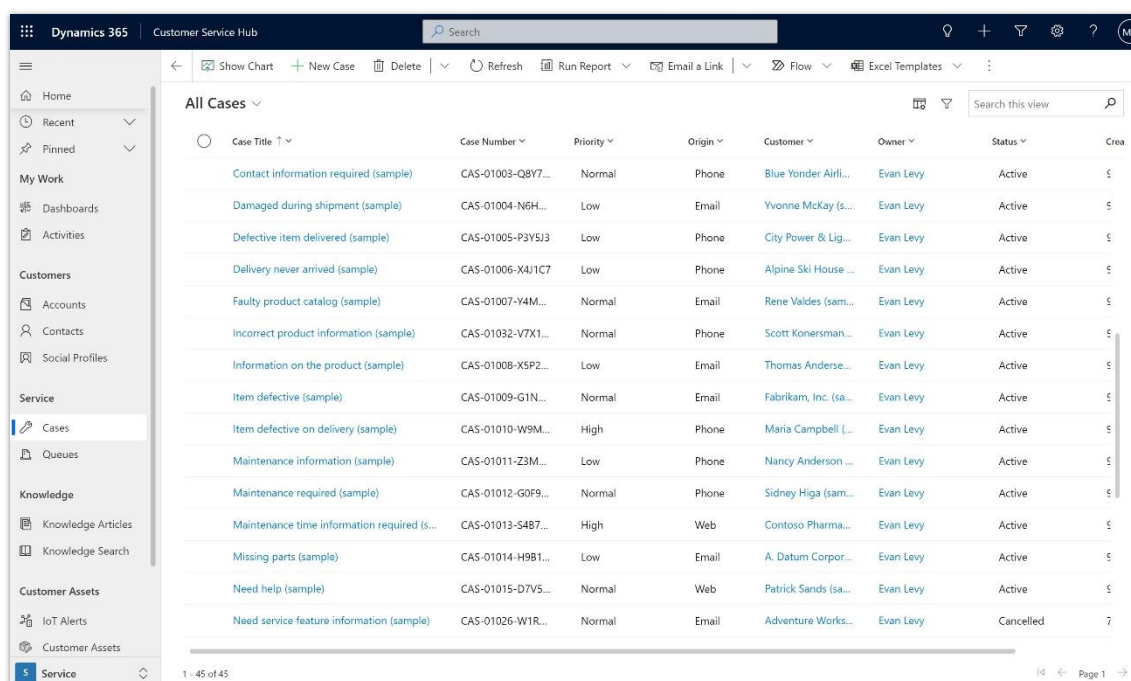 Dynamics 365 Customer Service Hub Search ?
Show Chart New Case Delete Refresh Run Report Email a Link Flow Excel Templates
Home
Recent
Pinned
My Work
Dashboards
Activities
Customers
Accounts
Contacts
Social Profiles
Service
Cases
Queues
Knowledge
Knowledge Articles
Knowledge Search
Customer Assets
IoT Alerts
Customer Assets
S Service
All Cases Search this view
Case Title Case Number Priority Origin Customer Owner Status Crea
Contact information required (sample) CAS-01003-Q8Y7... Normal Phone Blue Yonder Airli... Evan Levy Active
Damaged during shipment (sample) CAS-01004-N6H... Low Email Yvonne McKay (s... Evan Levy Active
Defective item delivered (sample) CAS-01005-P3Y5J3 Low Phone City Power & Lig... Evan Levy Active
Delivery never arrived (sample) CAS-01006-X4J1C7 Low Phone Alpine Ski House ... Evan Levy Active
Faulty product catalog (sample) CAS-01007-Y4M... Normal Email Rene Valdes (sam... Evan Levy Active
Incorrect product information (sample) CAS-01032-V7X1... Normal Phone Scott Konersman... Evan Levy Active
Information on the product (sample) CAS-01008-X5P2... Low Email Thomas Anderse... Evan Levy Active
Item defective (sample) CAS-01009-G1N... Normal Email Fabrikam, Inc. (sa... Evan Levy Active
Item defective on delivery (sample) CAS-01010-W9M... High Phone Maria Campbell (... Evan Levy Active
Maintenance information (sample) CAS-01011-Z3M... Low Phone Nancy Anderson ... Evan Levy Active
Maintenance required (sample) CAS-01012-G0F9... Normal Phone Sidney Higa (sam... Evan Levy Active
Maintenance time information required (s... CAS-01013-S4B7... High Web Contoso Pharma... Evan Levy Active
Missing parts (sample) CAS-01014-H9B1... Low Email A. Datum Corpor... Evan Levy Active
Need help (sample) CAS-01015-D7V5... Normal Web Patrick Sands (sa... Evan Levy Active
Need service feature information (sample) CAS-01026-W1R... Normal Email Adventure Works... Evan Levy Cancelled 7
1 - 45 of 45 Page 1